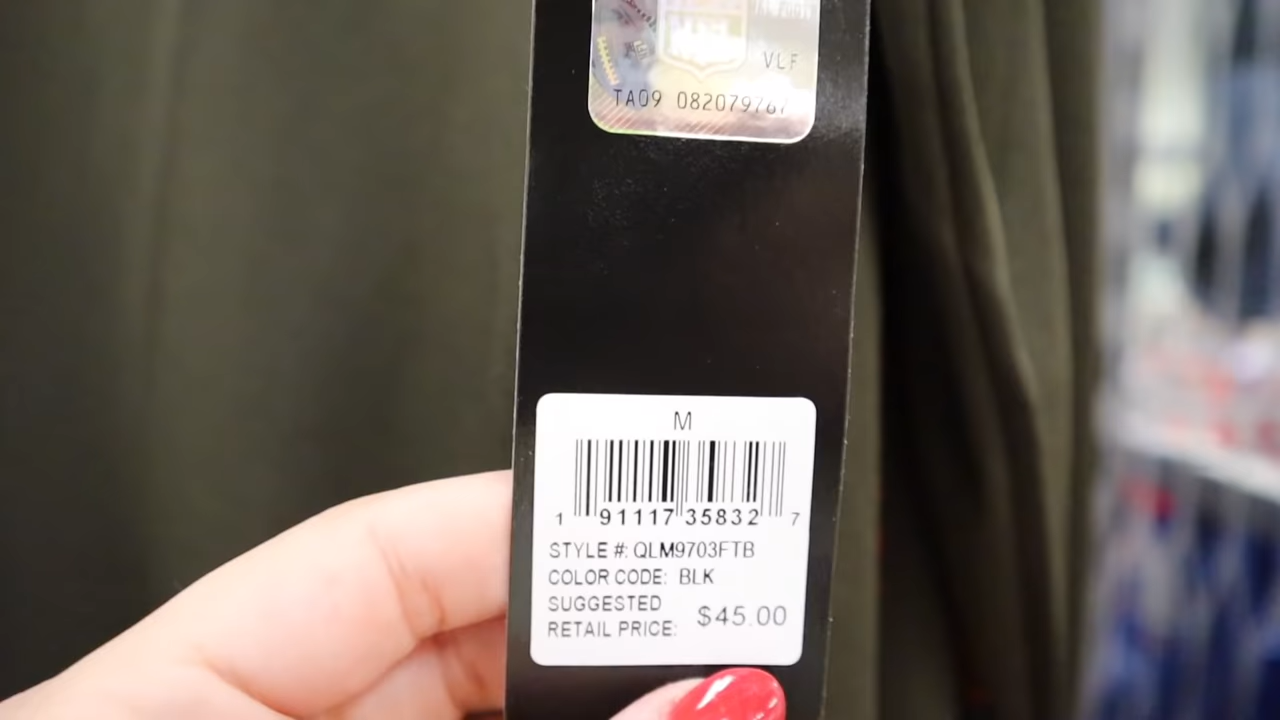 VLF
TA09 082079767
M
1 91117 35832 7
STYLE #: QLM9703FTB
COLOR CODE: BLK
SUGGESTED
RETAIL PRICE: $45.00